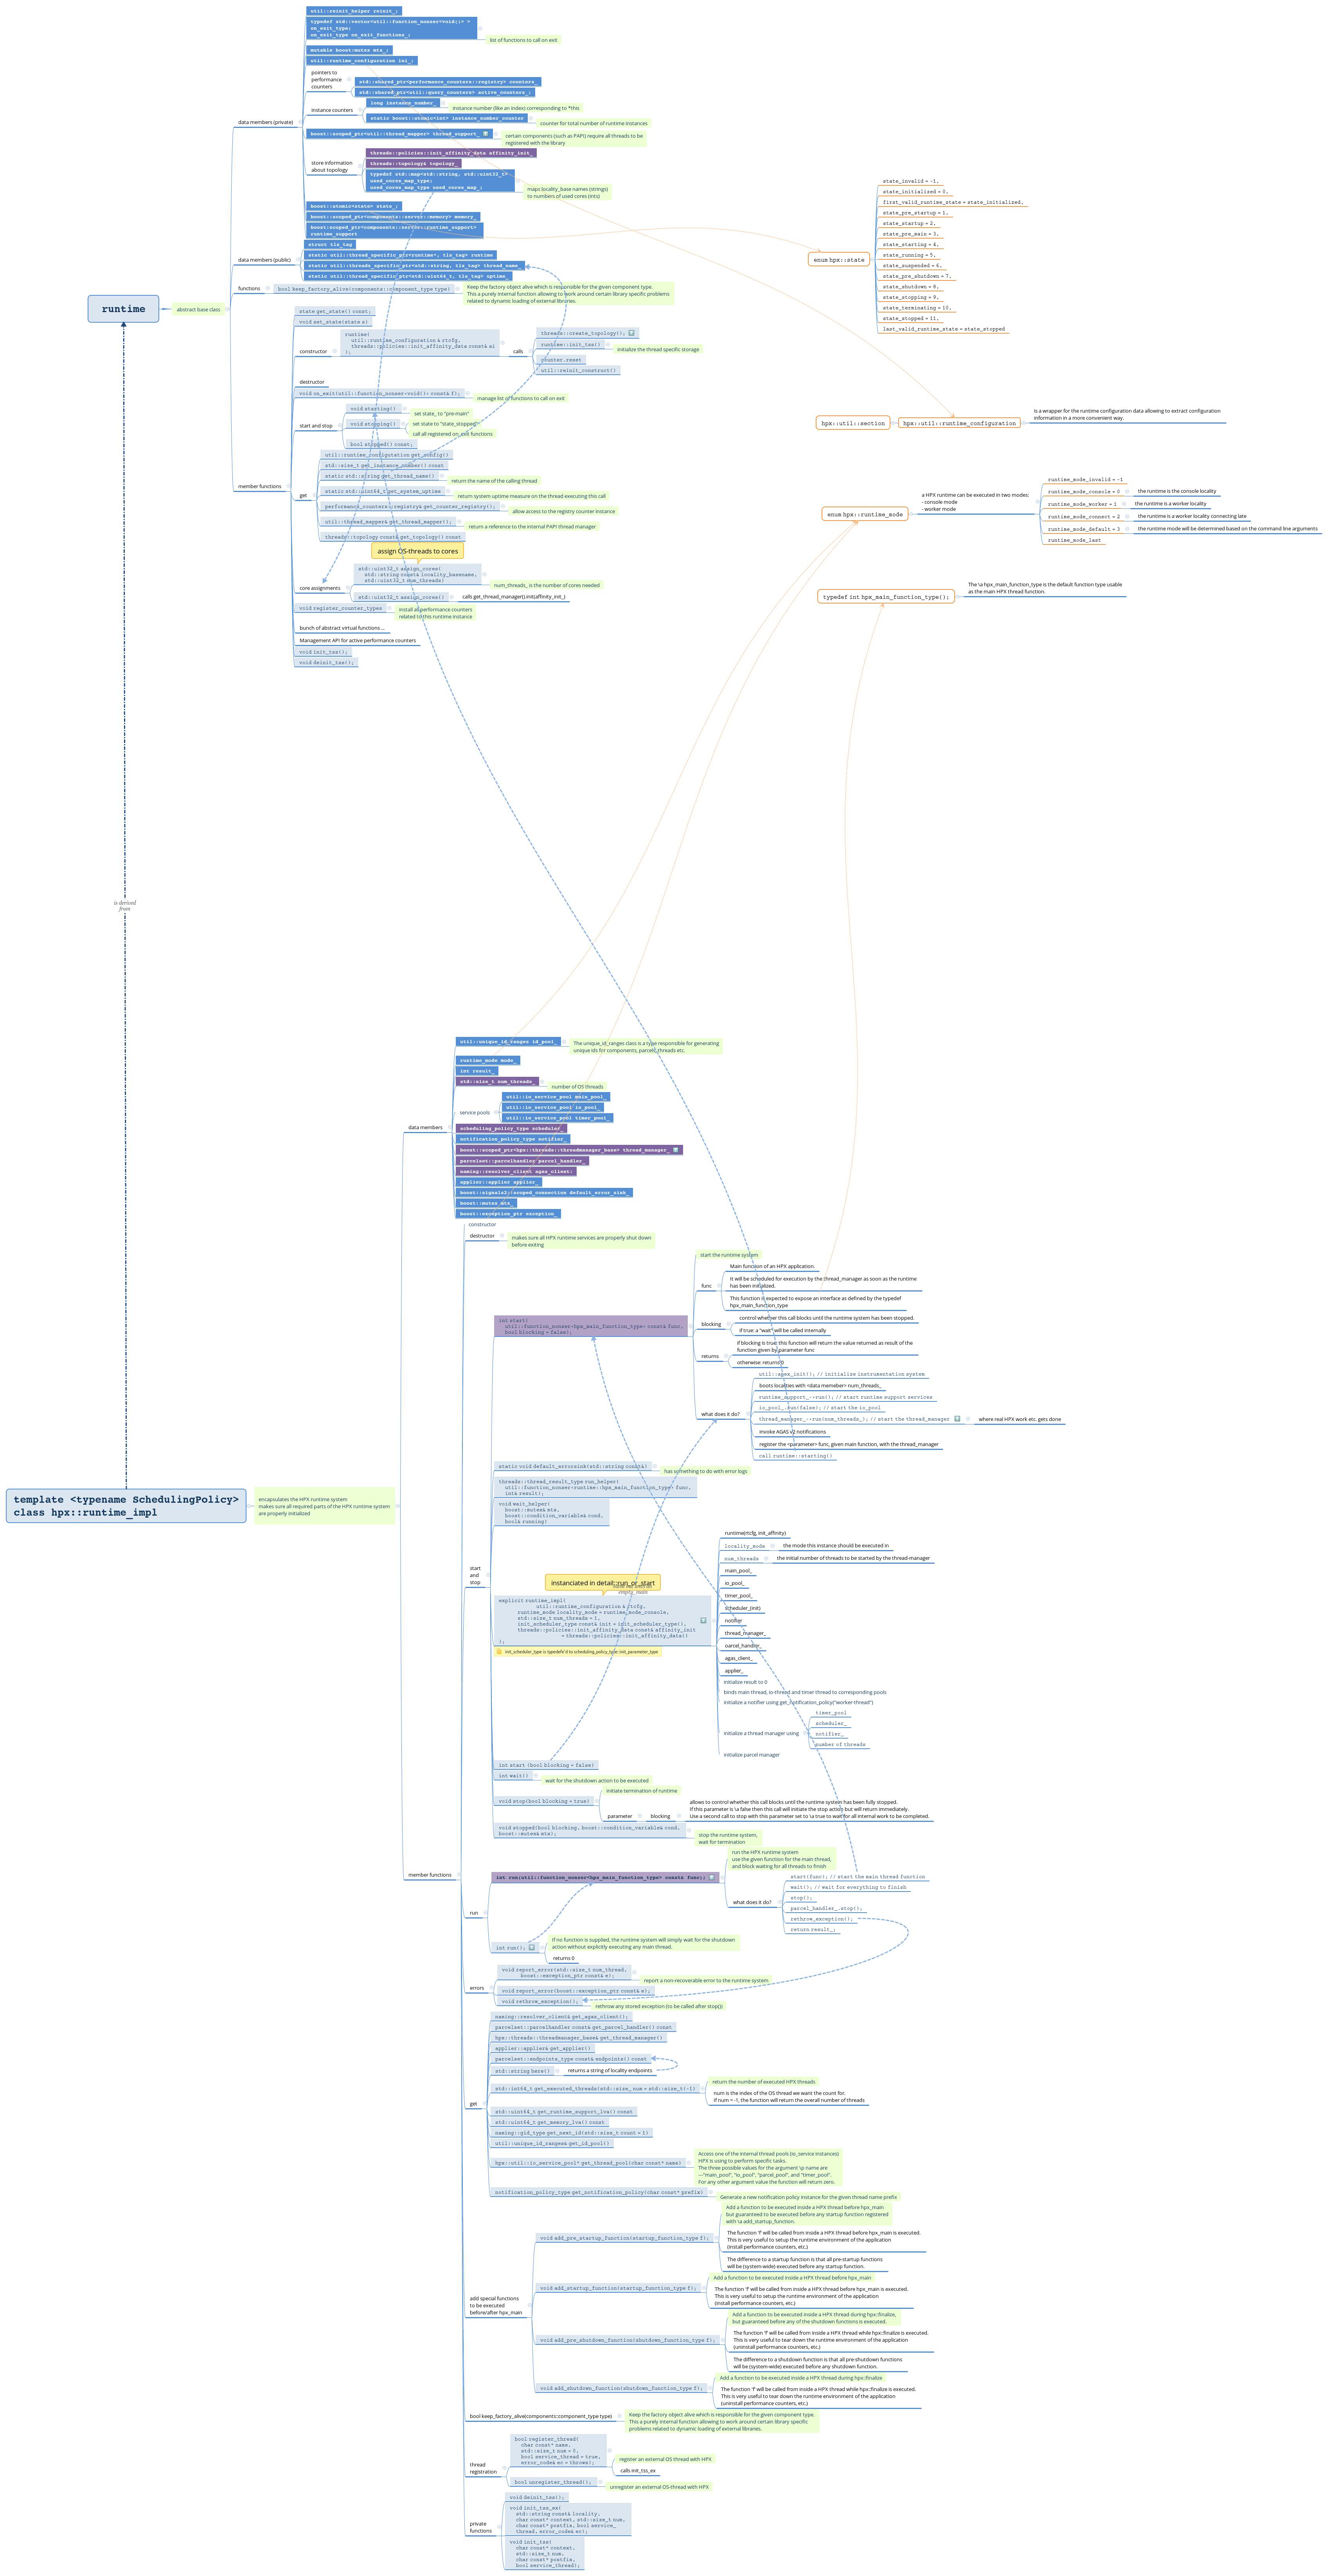 util::reinit_helper reinit_;
typedef std::vector<util::function_nonser<void()> >
on_exit_type;
on_exit_type on_exit_functions_;
list of functions to call on exit
mutable boost::mutex mtx_;
util::runtime_configuration ini_;
pointers to
performance
counters
std::shared_ptr<performance_counters::registry> counters_
std::shared_ptr<util::query_counters> active_counters_;
instance counters
long instance_number_
instance number (like an index) corresponding to *this
static boost::atomic<int> instance_number_counter
counter for total number of runtime-instances
data members (private)
boost::scoped_ptr<util::thread_mapper> thread_support_
certain components (such as PAPI) require all threads to be
registered with the library
store information
about topology
threads::policies::init_affinity_data affinity_init_
threads::topology& topology_
typedef std::map<std::string, std::uint32_t>
used_cores_map_type;
used_cores_map_type used_cores_map_;
maps locality_base names (strings)
to numbers of used cores (ints)
boost::atomic<state> state_;
boost::scoped_ptr<components::server::memory> memory_
boost:scoped_ptr<components::server::runtime_support>
runtime_support
data members (public)
struct tls_tag
static util::thread_specific_ptr<runtime*, tls_tag> runtime
static util::threads_specific_ptr<std::string, tls_tag> thread_name_
static util::thread_specific_ptr<std::uint64_t, tls_tag> uptime_
functions
bool keep_factory_alive(components::component_type type)
Keep the factory object alive which is responsible for the given component type.
This a purely internal function allowing to work around certain library specific problems
related to dynamic loading of external libraries.
runtime
abstract base class
state get_state() const;
void set_state(state s)
constructor
runtime(
util::runtime_configuration & rtcfg,
threads::policies::init_affinity_data const& ai
);
calls
threads::create_topology();
runtime::init_tss()
initialize the thread specific storage
counter.reset
util::reinit_construct()
destructor
void on_exit(util::function_nonser<void()> const& f);
manage list of functions to call on exit
start and stop
void starting()
set state_ to "pre-main"
void stopping()
set state to "state_stopped"
call all registered on_exit functions
bool stopped() const;
member functions
get
util::runtime_configutation get_config()
std::size_t get_instance_number() const
static std::string get_thread_name()
return the name of the calling thread
static std::uint64_t get_system_uptime
return system uptime measure on the thread executing this call
performance_counters::registry& get_counter_registry();
allow access to the registry counter instance
util::thread_mapper& get_thread_mapper();
return a reference to the internal PAPI thread manager
threads::topology const& get_topology() const
assign OS-threads to cores
core assignments
std::uint32_t assign_cores(
std::string const& locality_basename,
std::uint32_t num_threads)
num_threads_ is the number of cores needed
std::uint32_t assign_cores()
calls get_thread_manager().init(affinity_init_)
void register_counter_types
install all performance counters
related to this runtime instance
bunch of abstract virtual functions ...
Management API for active performance counters
void init_tss();
void deinit_tss();
enum hpx::state
state_invalid = -1,
state_initialized = 0,
first_valid_runtime_state = state_initialized,
state_pre_startup = 1,
state_startup = 2,
state_pre_main = 3,
state_starting = 4,
state_running = 5,
state_suspended = 6,
state_pre_shutdown = 7,
state_shutdown = 8,
state_stopping = 9,
state_terminating = 10,
state_stopped = 11,
last_valid_runtime_state = state_stopped
hpx::util::section
hpx::util::runtime_configuration
Is a wrapper for the runtime configuration data allowing to extract configuration
information in a more convenient way.
enum hpx::runtime_mode
a HPX runtime can be executed in two modes:
- console mode
- worker mode
runtime_mode_invalid = -1
runtime_mode_console = 0
the runtime is the console locality
runtime_mode_worker = 1
the runtime is a worker locality
runtime_mode_connect = 2
the runtime is a worker locality connecting late
runtime_mode_default = 3
the runtime mode will be determined based on the command line arguments
runtime_mode_last
typedef int hpx_main_function_type();
The \a hpx_main_function_type is the default function type usable
as the main HPX thread function.
is derived
from
template <typename SchedulingPolicy>
class hpx::runtime_impl
encapsulates the HPX runtime system
makes sure all required parts of the HPX runtime system
are properly initialized
data members
util::unique_id_ranges id_pool_
The unique_id_ranges class is a type responsible for generating
unique ids for components, parcels, threads etc.
runtime_mode mode_
int result_
std::size_t num_threads_
number of OS threads
service pools
util::io_service_pool main_pool_
util::io_service_pool io_pool_
util::io_service_pool timer_pool_
scheduling_policy_type scheduler_
notification_policy_type notifier_
boost::scoped_ptr<hpx::threads::threadmanager_base> thread_manager_
parcelset::parcelhandler parcel_handler_
naming::resolver_client agas_client;
applier::applier applier_
boost::signals2::scoped_connection default_error_sink_
boost::mutex mtx_
boost::exception_ptr exception_
constructor
destructor
makes sure all HPX runtime services are properly shut down
before exiting
int start(
util::function_nonser<hpx_main_function_type> const& func,
bool blocking = false);
start the runtime system
func
Main function of an HPX application.
It will be scheduled for execution by the thread_manager as soon as the runtime
has been initialized.
This function is expected to expose an interface as defined by the typedef
hpx_main_function_type
blocking
control whether this call blocks until the runtime system has been stopped.
if true: a "wait" will be called internally
returns
if blocking is true: this function will return the value returned as result of the
function given by parameter func
otherwise: returns 0
what does it do?
util::apex_init(); // initialize instrumentation system
boots localities with <data memeber> num_threads_
runtime_support_->run(); // start runtime support services
io_pool_.run(false); // start the io_pool
thread_manager_->run(num_threads_); // start the thread_manager
where real HPX work etc. gets done
invoke AGAS v2 notifications
register the <parameter> func, given main function, with the thread_manager
call runtime::starting()
static void default_errorsink(std::string const&)
has something to do with error logs
threads::thread_result_type run_helper(
util::function_nonser<runtime::hpx_main_function_type> func,
int& result);
void wait_helper(
boost::mutex& mtx,
boost::condition_variable& cond,
bool& running)
start
and
stop
instanciated in detail::run_or_start
empty_main
explicit runtime_impl(
util::runtime_configuration & rtcfg,
runtime_mode locality_mode = runtime_mode_console,
std::size_t num_threads = 1,
init_scheduler_type const& init = init_scheduler_type(),
threads::policies::init_affinity_data const& affinity_init
= threads::policies::init_affinity_data()
);
init_scheduler_type is typedefe'd to scheduling_policy_type::init_parameter_type
runtime(rtcfg, init_affinity)
locality_mode
the mode this instance should be executed in
num_threads
the initial number of threads to be started by the thread-manager
main_pool_
io_pool_
timer_pool_
scheduler_(init)
notifier
thread_manager_
oarcel_handler_
agas_client_
applier_
initialize result to 0
binds main thread, io-thread and timer thread to corresponding pools
initialize a notifier using get_notification_policy("worker-thread")
initialize a thread manager using
timer_pool
scheduler_
notifier_
number of threads
initialize parcel manager
int start (bool blocking = false)
int wait()
wait for the shutdown action to be executed
void stop(bool blocking = true)
initiate termination of runtime
parameter
blocking
allows to control whether this call blocks until the runtime system has been fully stopped.
If this parameter is \a false then this call will initiate the stop action but will return immediately.
Use a second call to stop with this parameter set to \a true to wait for all internal work to be completed.
void stopped(bool blocking, boost::condition_variable& cond,
boost::mutex& mtx);
stop the runtime system,
wait for termination
member functions
run
int run(util::function_nonser<hpx_main_function_type> const& func);
run the HPX runtime system
use the given function for the main thread,
and block waiting for all threads to finish
what does it do?
start(func); // start the main thread function
wait(); // wait for everything to finish
stop();
parcel_handler_.stop();
rethrow_exception();
return result_;
int run();
If no function is supplied, the runtime system will simply wait for the shutdown
action without explicitly executing any main thread.
returns 0
errors
void report_error(std::size_t num_thread,
boost::exception_ptr const& e);
report a non-recoverable error to the runtime system
void report_error(boost::exception_ptr const& e);
void rethrow_exception();
rethrow any stored exception (to be called after stop())
get
naming::resolver_client& get_agas_client();
parcelset::parcelhandler const& get_parcel_handler() const
hpx::threads::threadmanager_base& get_thread_manager()
applier::applier& get_applier()
parcelset::endpoints_type const& endpoints() const
std::string here()
returns a string of locality endpoints
std::int64_t get_executed_threads(std::size_ num = std::size_t(-1)
return the number of executed HPX threads
num is the index of the OS thread we want the count for.
if num = -1, the function will return the overall number of threads
std::uint64_t get_runtime_support_lva() const
std::uint64_t get_memory_lva() const
naming::gid_type get_next_id(std::size_t count = 1)
util::unique_id_ranges& get_id_pool()
hpx::util::io_service_pool* get_thread_pool(char const* name)
Access one of the internal thread pools (io_service instances)
HPX is using to perform specific tasks.
The three possible values for the argument \p name are
---"main_pool", "io_pool", "parcel_pool", and "timer_pool".
For any other argument value the function will return zero.
notification_policy_type get_notification_policy(char const* prefix)
Generate a new notification policy instance for the given thread name prefix
add special functions
to be executed
before/after hpx_main
void add_pre_startup_function(startup_function_type f);
Add a function to be executed inside a HPX thread before hpx_main
but guaranteed to be executed before any startup function registered
with \a add_startup_function.
The function 'f' will be called from inside a HPX thread before hpx_main is executed.
This is very useful to setup the runtime environment of the application
(install performance counters, etc.)
The difference to a startup function is that all pre-startup functions
will be (system-wide) executed before any startup function.
void add_startup_function(startup_function_type f);
Add a function to be executed inside a HPX thread before hpx_main
The function 'f' will be called from inside a HPX thread before hpx_main is executed.
This is very useful to setup the runtime environment of the application
(install performance counters, etc.)
void add_pre_shutdown_function(shutdown_function_type f);
Add a function to be executed inside a HPX thread during hpx::finalize,
but guaranteed before any of the shutdown functions is executed.
The function 'f' will be called from inside a HPX thread while hpx::finalize is executed.
This is very useful to tear down the runtime environment of the application
(uninstall performance counters, etc.)
The difference to a shutdown function is that all pre-shutdown functions
will be (system-wide) executed before any shutdown function.
void add_shutdown_function(shutdown_function_type f);
Add a function to be executed inside a HPX thread during hpx::finalize
The function 'f' will be called from inside a HPX thread while hpx::finalize is executed.
This is very useful to tear down the runtime environment of the application
(uninstall performance counters, etc.)
bool keep_factory_alive(components::component_type type)
Keep the factory object alive which is responsible for the given component type.
This a purely internal function allowing to work around certain library specific
problems related to dynamic loading of external libraries.
thread
registration
bool register_thread(
char const* name,
std::size_t num = 0,
bool service_thread = true,
error_code& ec = throws);
register an external OS thread with HPX
calls init_tss_ex
bool unregister_thread();
unregister an external OS-thread with HPX
private
functions
void deinit_tss();
void init_tss_ex(
std::string const& locality,
char const* context, std::size_t num,
char const* postfix, bool service_
thread, error_code& ec);
void init_tss(
char const* context,
std::size_t num,
char const* postfix,
bool service_thread);